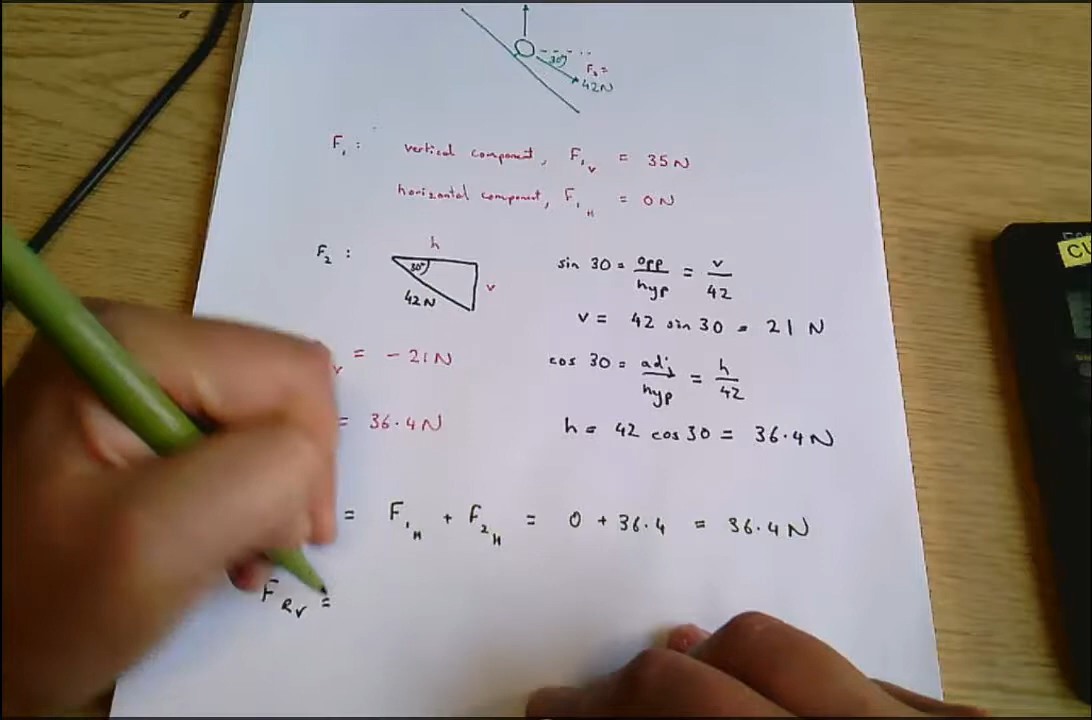 30°
F₂ =
42N
F₁ : vertical component, F₁ᵥ = 35N
horizontal component, F₁H = 0N
F₂ :
h
30°
v
42N
sin 30 = opp/hyp = v/42
v = 42 sin 30 = 21 N
v = -21N
cos 30 = adj/hyp = h/42
= 36.4N
h = 42 cos 30 = 36.4N
= F₁H + F₂H = 0 + 36.4 = 36.4N
FRV =